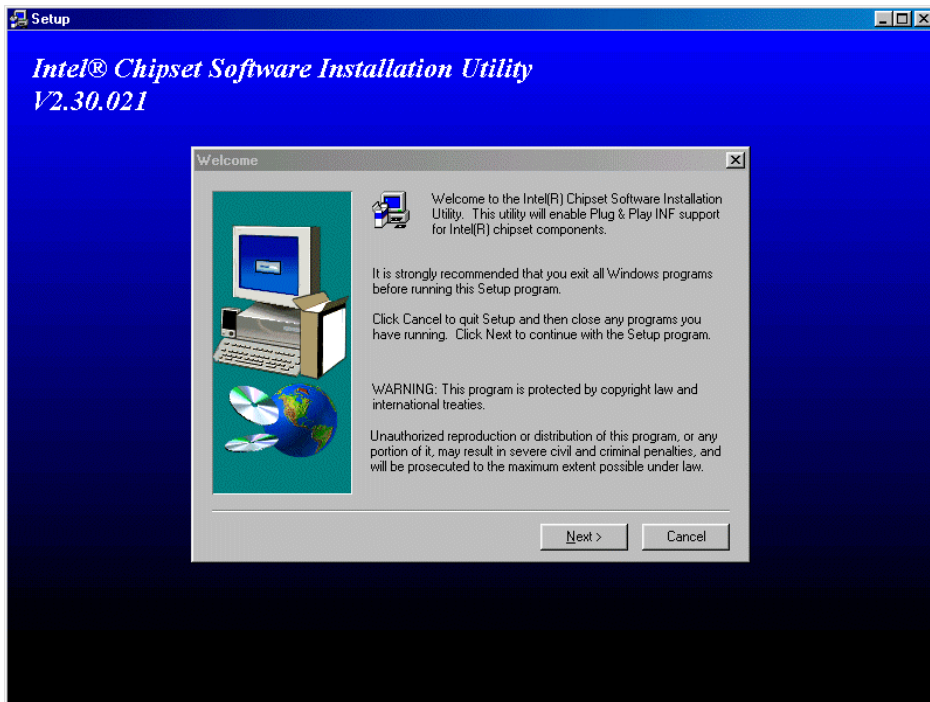 Setup
Intel® Chipset Software Installation Utility
V2.30.021
Welcome
Welcome to the Intel(R) Chipset Software Installation
Utility.  This utility will enable Plug & Play INF support
for Intel(R) chipset components.
It is strongly recommended that you exit all Windows programs
before running this Setup program.
Click Cancel to quit Setup and then close any programs you
have running.  Click Next to continue with the Setup program.
WARNING: This program is protected by copyright law and
international treaties.
Unauthorized reproduction or distribution of this program, or any
portion of it, may result in severe civil and criminal penalties, and
will be prosecuted to the maximum extent possible under law.
Next >
Cancel